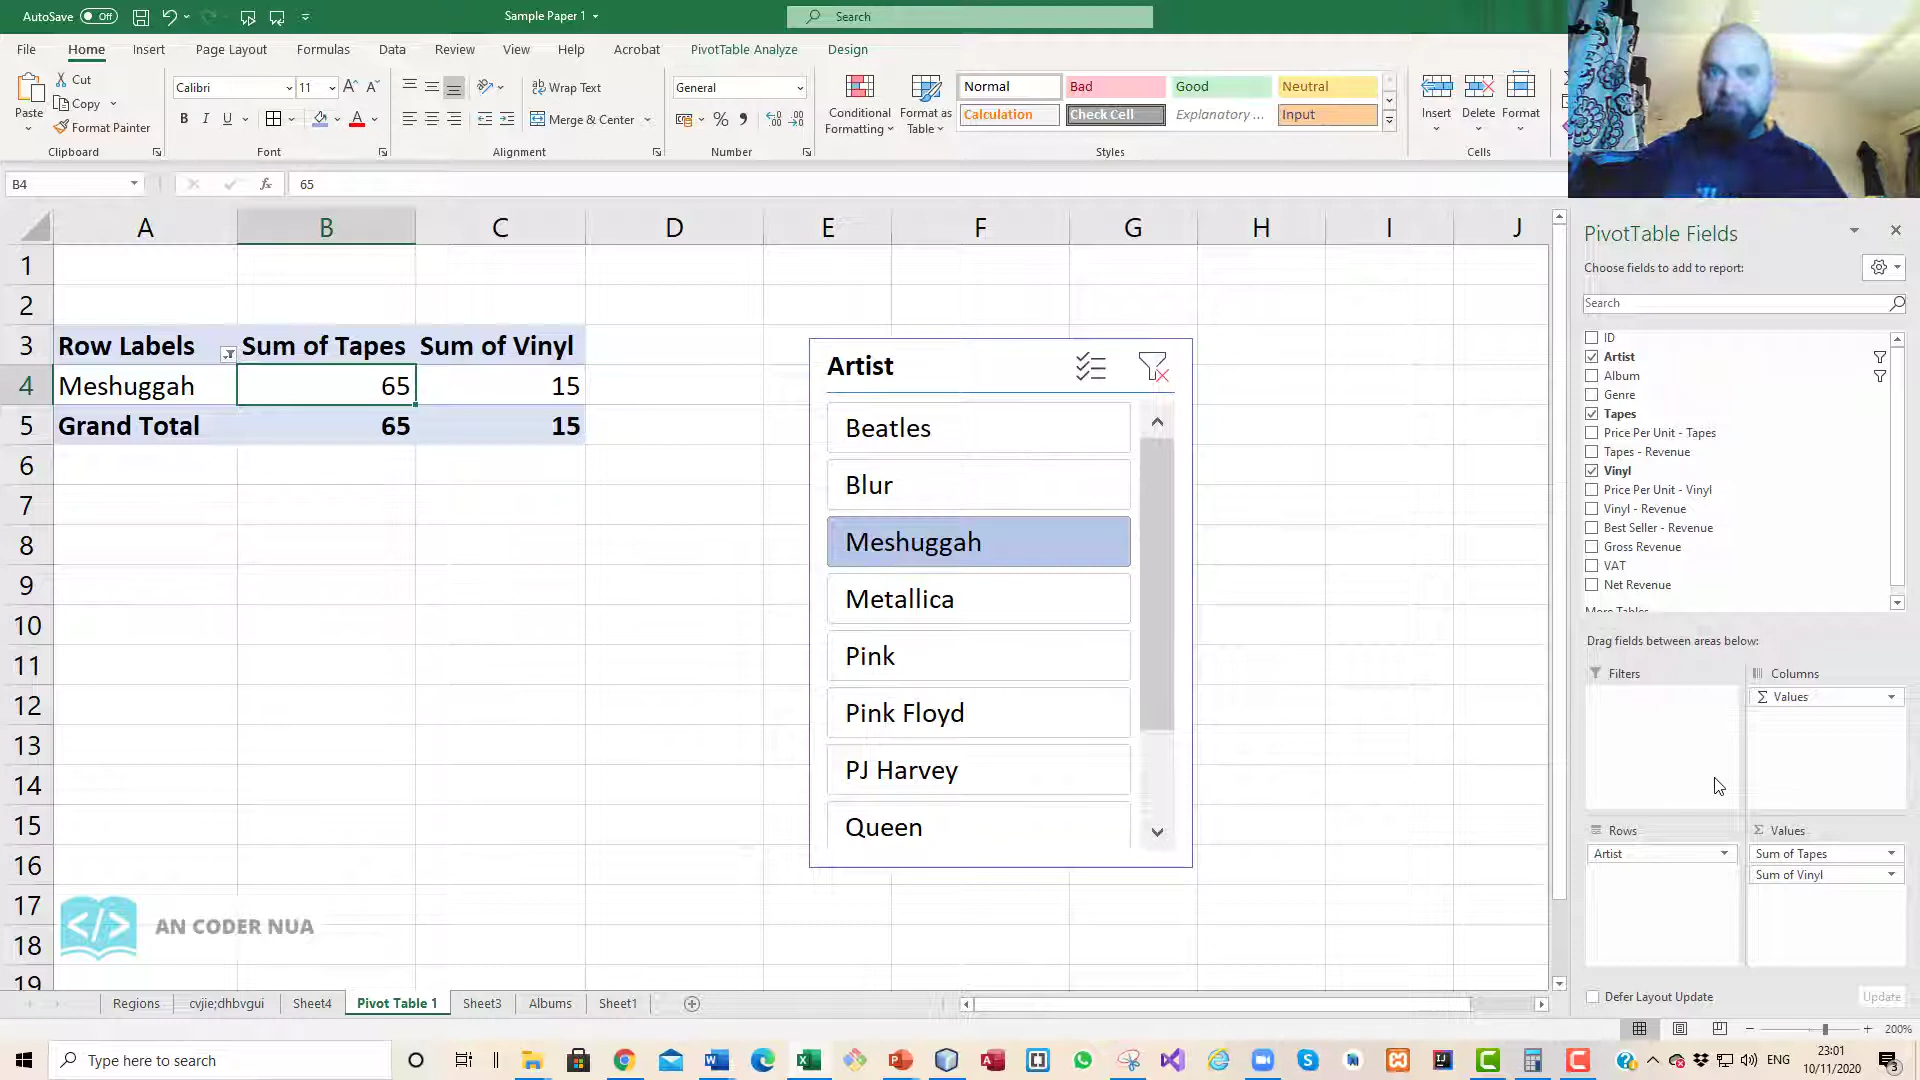 AutoSave Off
Sample Paper 1
Search
File Home Insert Page Layout Formulas Data Review View Help Acrobat PivotTable Analyze Design
Paste
Cut
Copy
Format Painter
Clipboard
Calibri 11
B I U
Font
Wrap Text
Merge & Center
Alignment
General
%
Number
Conditional Formatting
Format as Table
Normal Bad Good Neutral
Calculation Check Cell Explanatory ... Input
Styles
Insert Delete Format
Cells
B4
fx 65
A B C D E F G H I J
1
2
3 Row Labels Sum of Tapes Sum of Vinyl
4 Meshuggah 65 15
5 Grand Total 65 15
6
7
8
9
10
11
12
13
14
15
16
17
18
19
Artist
Beatles
Blur
Meshuggah
Metallica
Pink
Pink Floyd
PJ Harvey
Queen
AN CODER NUA
PivotTable Fields
Choose fields to add to report:
Search
ID
Artist
Album
Genre
Tapes
Price Per Unit - Tapes
Tapes - Revenue
Vinyl
Price Per Unit - Vinyl
Vinyl - Revenue
Best Seller - Revenue
Gross Revenue
VAT
Net Revenue
More Tables
Drag fields between areas below:
Filters
Columns
Σ Values
Rows
Artist
Σ Values
Sum of Tapes
Sum of Vinyl
Defer Layout Update
Update
Regions cvjie;dhbvgui Sheet4 Pivot Table 1 Sheet3 Albums Sheet1
200%
Type here to search
ENG
23:01
10/11/2020
3